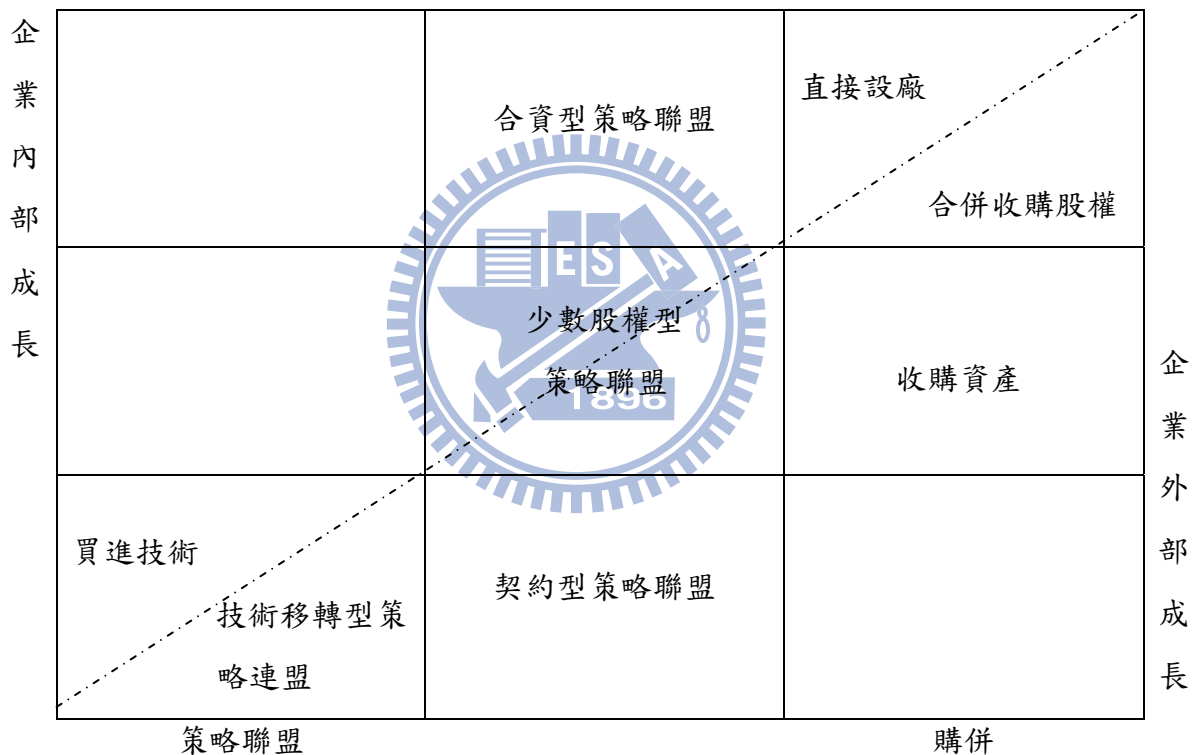 企業內部成長
直接設廠
合資型策略聯盟
合併收購股權
ESA
少數股權型
8
策略聯盟
收購資產
1896
企業外部成長
買進技術
契約型策略聯盟
技術移轉型策
略連盟
策略聯盟
購併